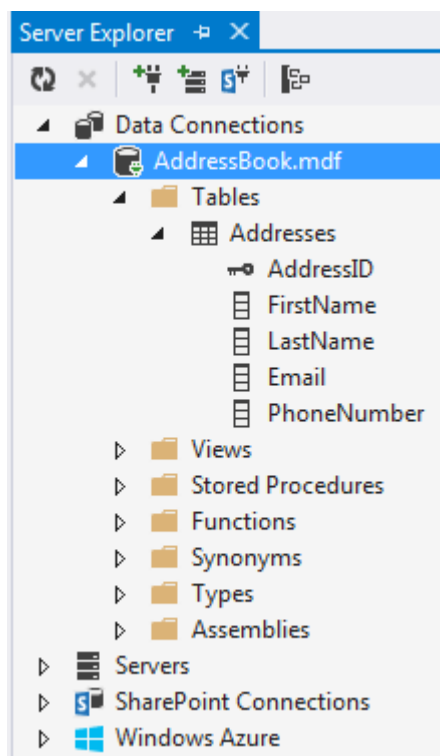 Server Explorer
Data Connections
AddressBook.mdf
Tables
Addresses
AddressID
FirstName
LastName
Email
PhoneNumber
Views
Stored Procedures
Functions
Synonyms
Types
Assemblies
Servers
SharePoint Connections
Windows Azure